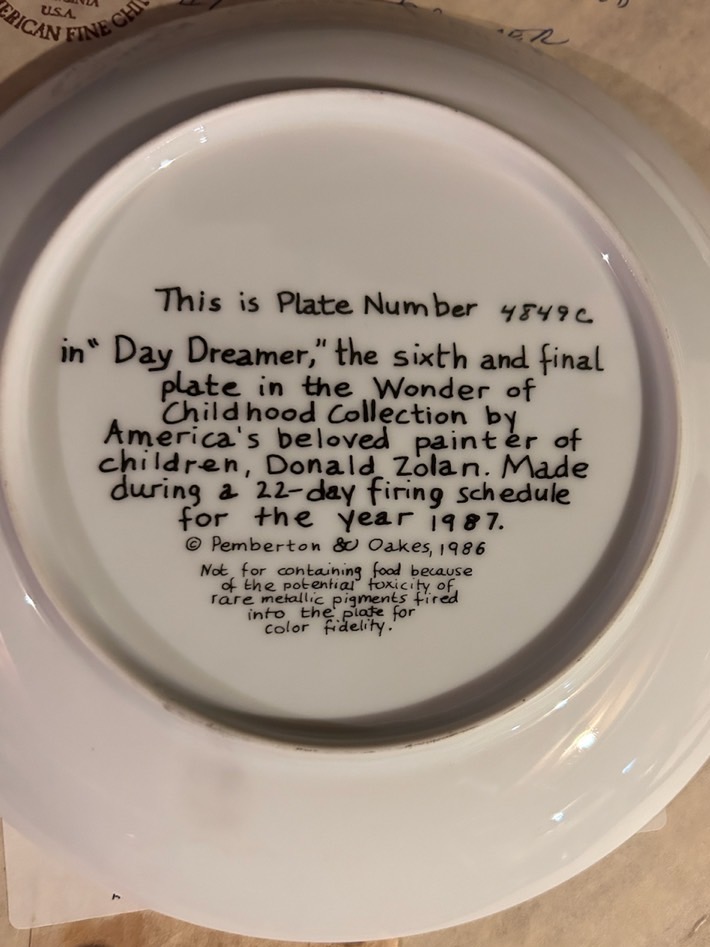 U.S.A.
This is Plate Number 4849C
in " Day Dreamer," the sixth and final
plate in the Wonder of
Childhood Collection by
America's beloved painter of
children, Donald Zolan. Made
during a 22-day firing schedule
for the year 1987.
© Pemberton & Oakes, 1986
Not for containing food because
of the potential toxicity of
rare metallic pigments fired
into the plate for
color fidelity.